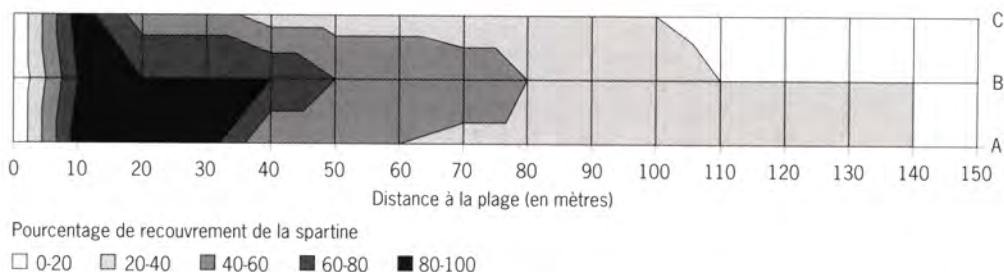 C
B
A
0 10 20 30 40 50 60 70 80 90 100 110 120 130 140 150
Distance à la plage (en mètres)
Pourcentage de recouvrement de la spartine
0-20 20-40 40-60 60-80 80-100